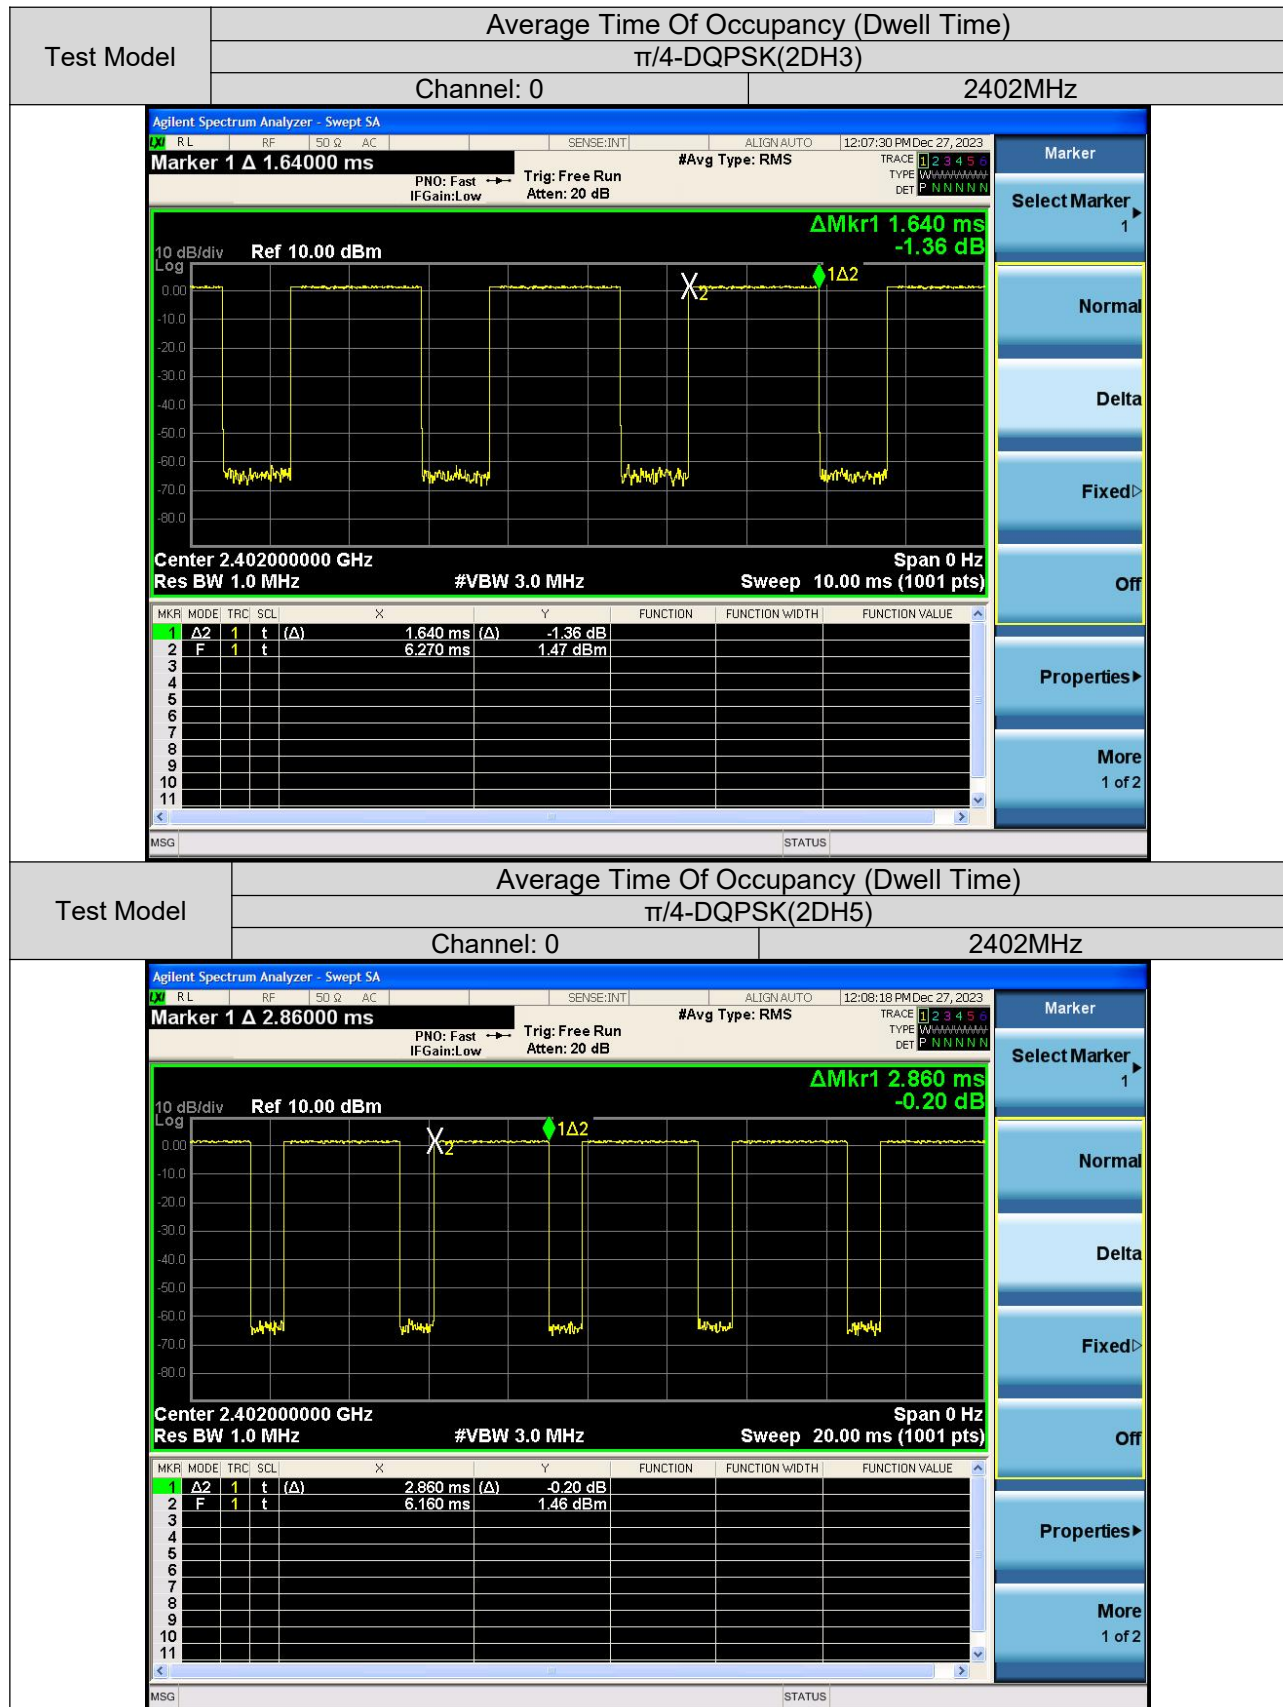 Test Model
Average Time Of Occupancy (Dwell Time)
π/4-DQPSK(2DH3)
Channel: 0 2402MHz
Agilent Spectrum Analyzer - Swept SA
LXI RL RF 50 Ω AC SENSE:INT ALIGN AUTO 12:07:30 PM Dec 27, 2023
Marker 1 Δ 1.64000 ms
PNO: Fast Trig: Free Run
IFGain:Low Atten: 20 dB
#Avg Type: RMS
TRACE 1 2 3 4 5 6
TYPE W
DET P N N N N N
ΔMkr1 1.640 ms
-1.36 dB
10 dB/div Ref 10.00 dBm
Log
1Δ2
X2
0.00
-10.0
-20.0
-30.0
-40.0
-50.0
-60.0
-70.0
-80.0
Center 2.402000000 GHz Span 0 Hz
Res BW 1.0 MHz #VBW 3.0 MHz Sweep 10.00 ms (1001 pts)
MKR MODE TRC SCL X Y FUNCTION FUNCTION WIDTH FUNCTION VALUE
1 Δ2 1 t (Δ) 1.640 ms (Δ) -1.36 dB
2 F 1 t 6.270 ms 1.47 dBm
3
4
5
6
7
8
9
10
11
MSG STATUS
Marker
Select Marker
1
Normal
Delta
Fixed
Off
Properties
More
1 of 2
Test Model
Average Time Of Occupancy (Dwell Time)
π/4-DQPSK(2DH5)
Channel: 0 2402MHz
Agilent Spectrum Analyzer - Swept SA
LXI RL RF 50 Ω AC SENSE:INT ALIGN AUTO 12:08:18 PM Dec 27, 2023
Marker 1 Δ 2.86000 ms
PNO: Fast Trig: Free Run
IFGain:Low Atten: 20 dB
#Avg Type: RMS
TRACE 1 2 3 4 5 6
TYPE W
DET P N N N N N
ΔMkr1 2.860 ms
-0.20 dB
10 dB/div Ref 10.00 dBm
Log
1Δ2
X2
0.00
-10.0
-20.0
-30.0
-40.0
-50.0
-60.0
-70.0
-80.0
Center 2.402000000 GHz Span 0 Hz
Res BW 1.0 MHz #VBW 3.0 MHz Sweep 20.00 ms (1001 pts)
MKR MODE TRC SCL X Y FUNCTION FUNCTION WIDTH FUNCTION VALUE
1 Δ2 1 t (Δ) 2.860 ms (Δ) -0.20 dB
2 F 1 t 6.160 ms 1.46 dBm
3
4
5
6
7
8
9
10
11
MSG STATUS
Marker
Select Marker
1
Normal
Delta
Fixed
Off
Properties
More
1 of 2